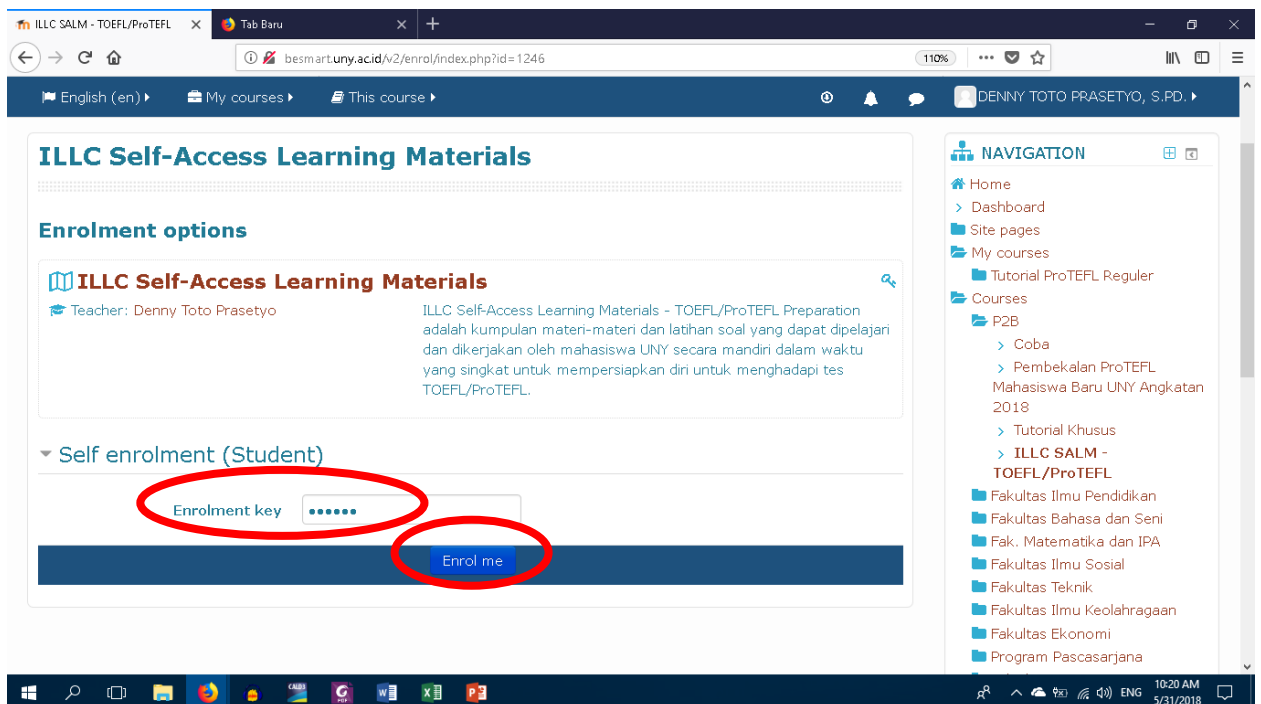 ILLC SALM - TOEFL/ProTEFL
Tab Baru
besmart.uny.ac.id/v2/enrol/index.php?id=1246
110%
English (en)
My courses
This course
DENNY TOTO PRASETYO, S.PD.
ILLC Self-Access Learning Materials
Enrolment options
ILLC Self-Access Learning Materials
Teacher: Denny Toto Prasetyo
ILLC Self-Access Learning Materials - TOEFL/ProTEFL Preparation
adalah kumpulan materi-materi dan latihan soal yang dapat dipelajari
dan dikerjakan oleh mahasiswa UNY secara mandiri dalam waktu
yang singkat untuk mempersiapkan diri untuk menghadapi tes
TOEFL/ProTEFL.
Self enrolment (Student)
Enrolment key ••••••
Enrol me
NAVIGATION
Home
Dashboard
Site pages
My courses
Tutorial ProTEFL Reguler
Courses
P2B
Coba
Pembekalan ProTEFL
Mahasiswa Baru UNY Angkatan
2018
Tutorial Khusus
ILLC SALM -
TOEFL/ProTEFL
Fakultas Ilmu Pendidikan
Fakultas Bahasa dan Seni
Fak. Matematika dan IPA
Fakultas Ilmu Sosial
Fakultas Teknik
Fakultas Ilmu Keolahragaan
Fakultas Ekonomi
Program Pascasarjana
CALD3
ENG
10:20 AM
5/31/2018